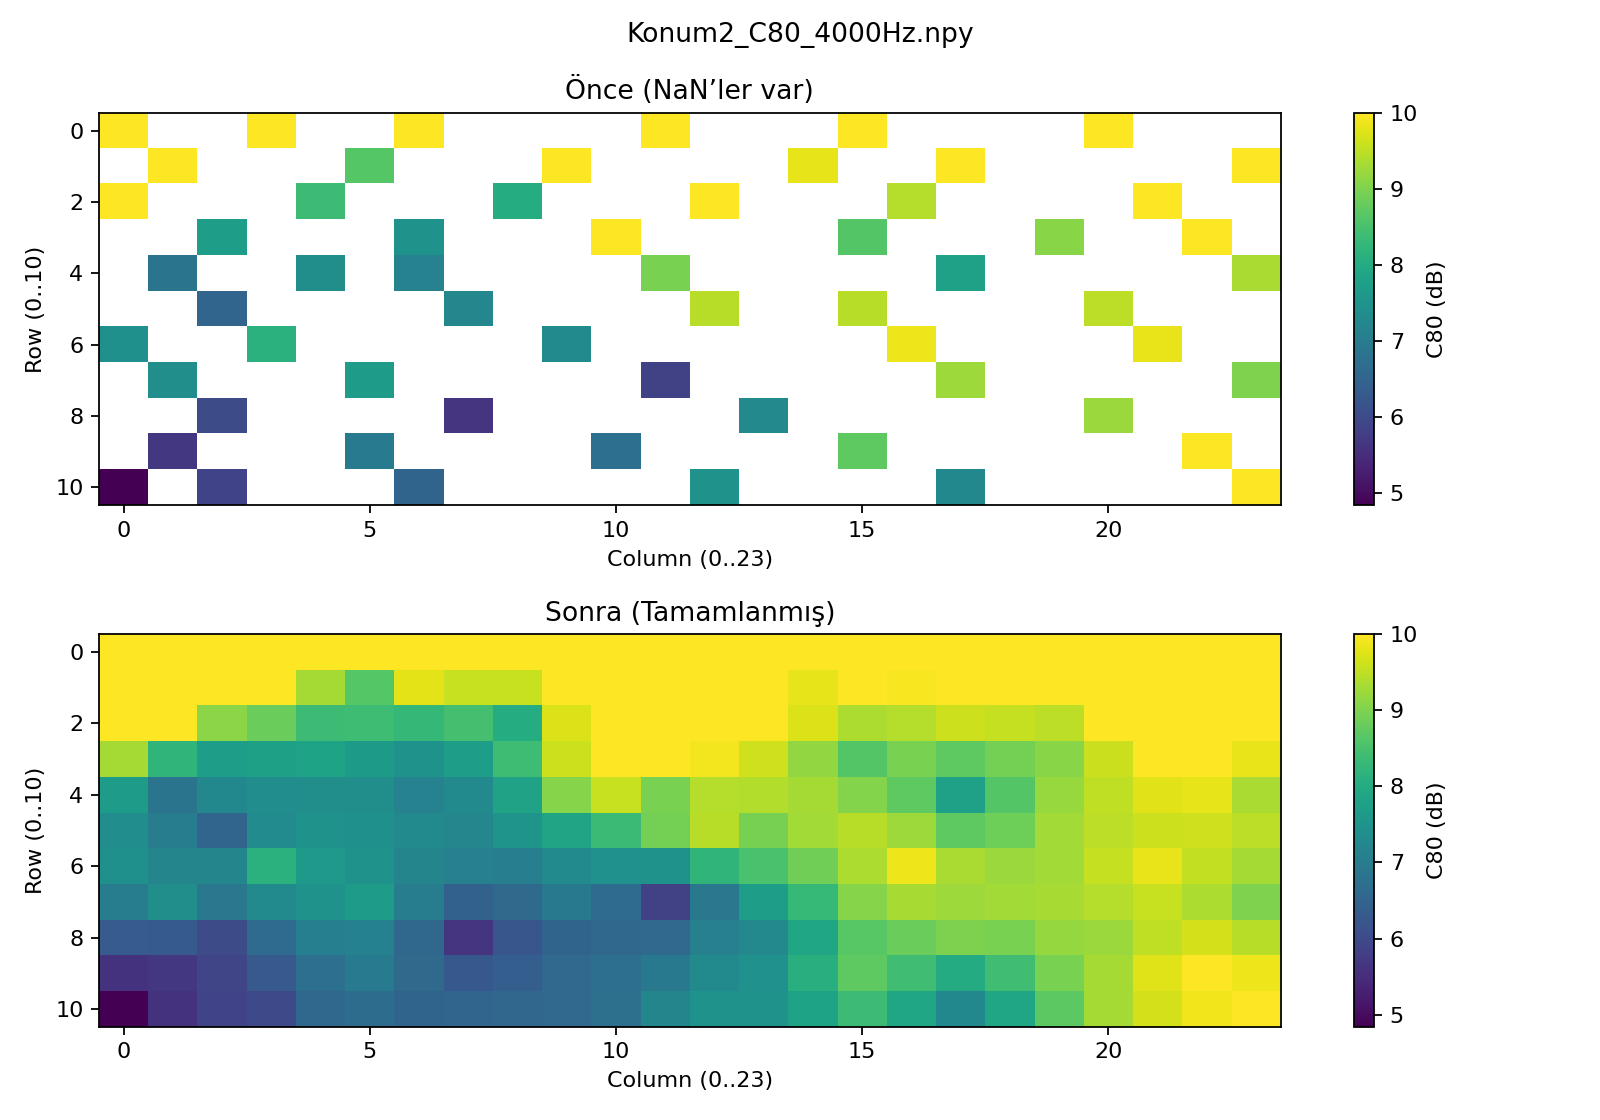 Konum2_C80_4000Hz.npy
Önce (NaN’ler var)
Row (0..10)
0
2
4
6
8
10
0 5 10 15 20
Column (0..23)
10
9
8
7
6
5
C80 (dB)
Sonra (Tamamlanmış)
Row (0..10)
0
2
4
6
8
10
0 5 10 15 20
Column (0..23)
10
9
8
7
6
5
C80 (dB)